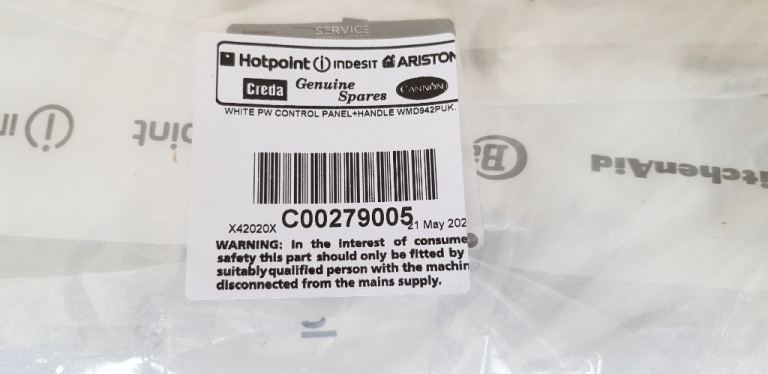 SERVICE
Hotpoint indesit ARISTON
Creda Genuine Spares CANNON
WHITE PW CONTROL PANEL+HANDLE WMD942PUK.
X42020X C00279005 21 May 202
WARNING: In the interest of consume
safety this part should only be fitted by
suitably qualified person with the machin
disconnected from the mains supply.
KitchenAid